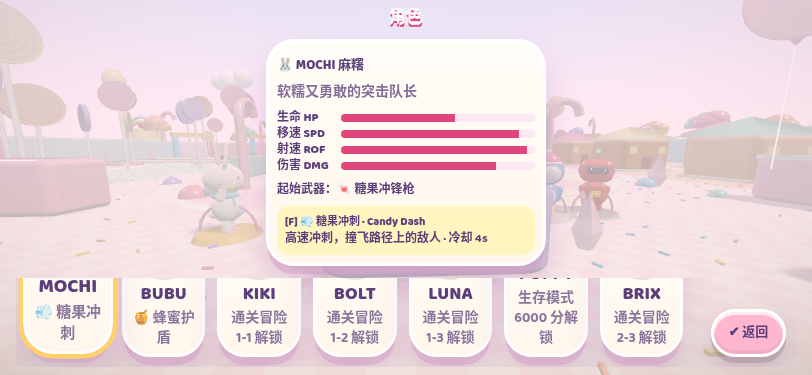 角色
MOCHI 麻糬
软糯又勇敢的突击队长
生命 HP
移速 SPD
射速 ROF
伤害 DMG
起始武器： 糖果冲锋枪
[F] 糖果冲刺 · Candy Dash
高速冲刺，撞飞路径上的敌人 · 冷却 4s
MOCHI
糖果冲
刺
BUBU
蜂蜜护
盾
KIKI
通关冒险
1-1 解锁
BOLT
通关冒险
1-2 解锁
LUNA
通关冒险
1-3 解锁
生存模式
6000 分解
锁
BRIX
通关冒险
2-3 解锁
✔ 返回